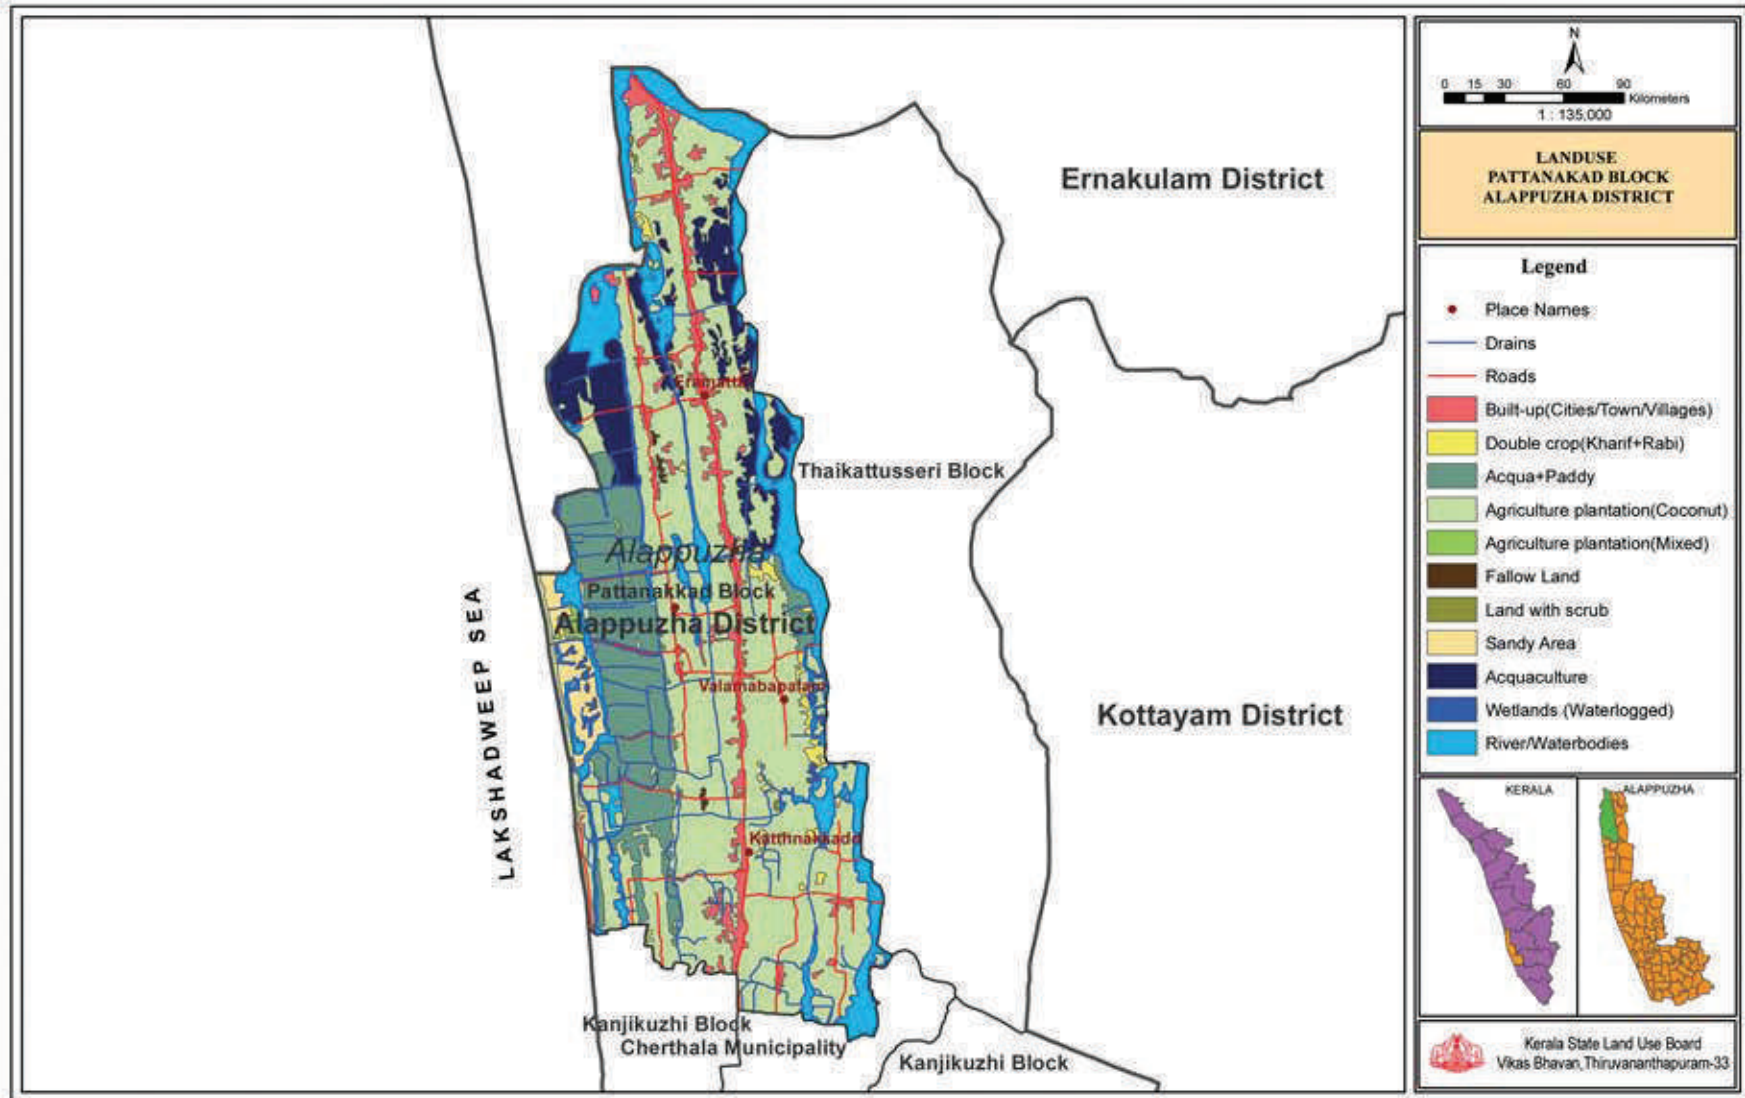 Ernakulam District
Thaikattusseri Block
Alappuzha
Pattanakkad Block
Alappuzha District
Valamabapalam
Kottayam District
LAKSHADWEEP SEA
Kanjikuzhi Block
Cherthala Municipality
Kanjikuzhi Block
N
0 15 30 60 90
Kilometers
1 : 135,000
LANDUSE
PATTANAKAD BLOCK
ALAPPUZHA DISTRICT
Legend
Place Names
Drains
Roads
Built-up(Cities/Town/Villages)
Double crop(Kharif+Rabi)
Acqua+Paddy
Agriculture plantation(Coconut)
Agriculture plantation(Mixed)
Fallow Land
Land with scrub
Sandy Area
Acquaculture
Wetlands (Waterlogged)
River/Waterbodies
KERALA
ALAPPUZHA
Kerala State Land Use Board
Vikas Bhavan,Thiruvananthapuram-33